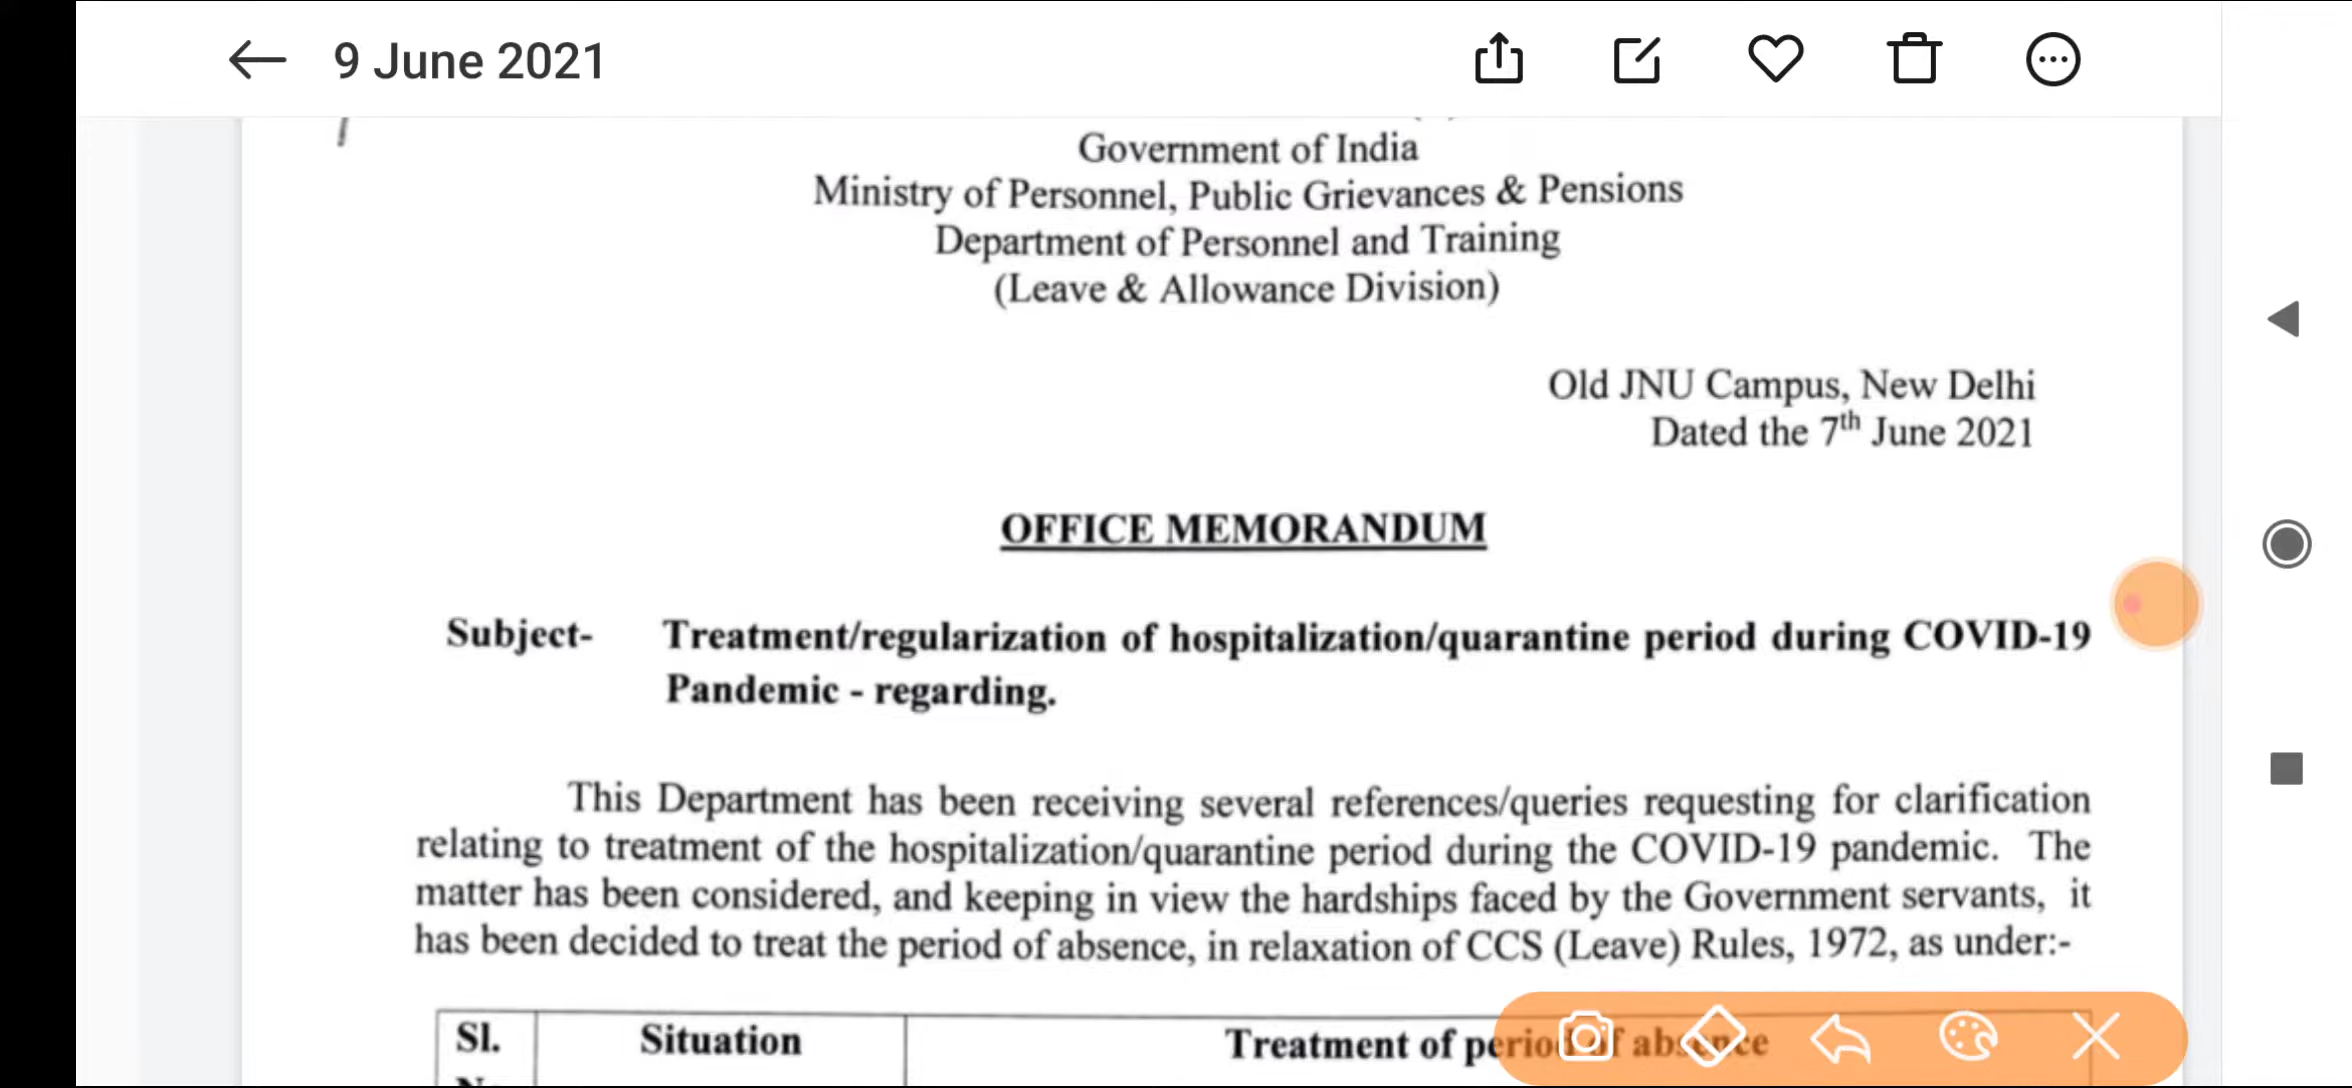 9 June 2021
Government of India
Ministry of Personnel, Public Grievances & Pensions
Department of Personnel and Training
(Leave & Allowance Division)
Old JNU Campus, New Delhi
Dated the 7th June 2021
OFFICE MEMORANDUM
Subject- Treatment/regularization of hospitalization/quarantine period during COVID-19
Pandemic - regarding.
This Department has been receiving several references/queries requesting for clarification
relating to treatment of the hospitalization/quarantine period during the COVID-19 pandemic. The
matter has been considered, and keeping in view the hardships faced by the Government servants, it
has been decided to treat the period of absence, in relaxation of CCS (Leave) Rules, 1972, as under:-
Sl. Situation Treatment of period of absence